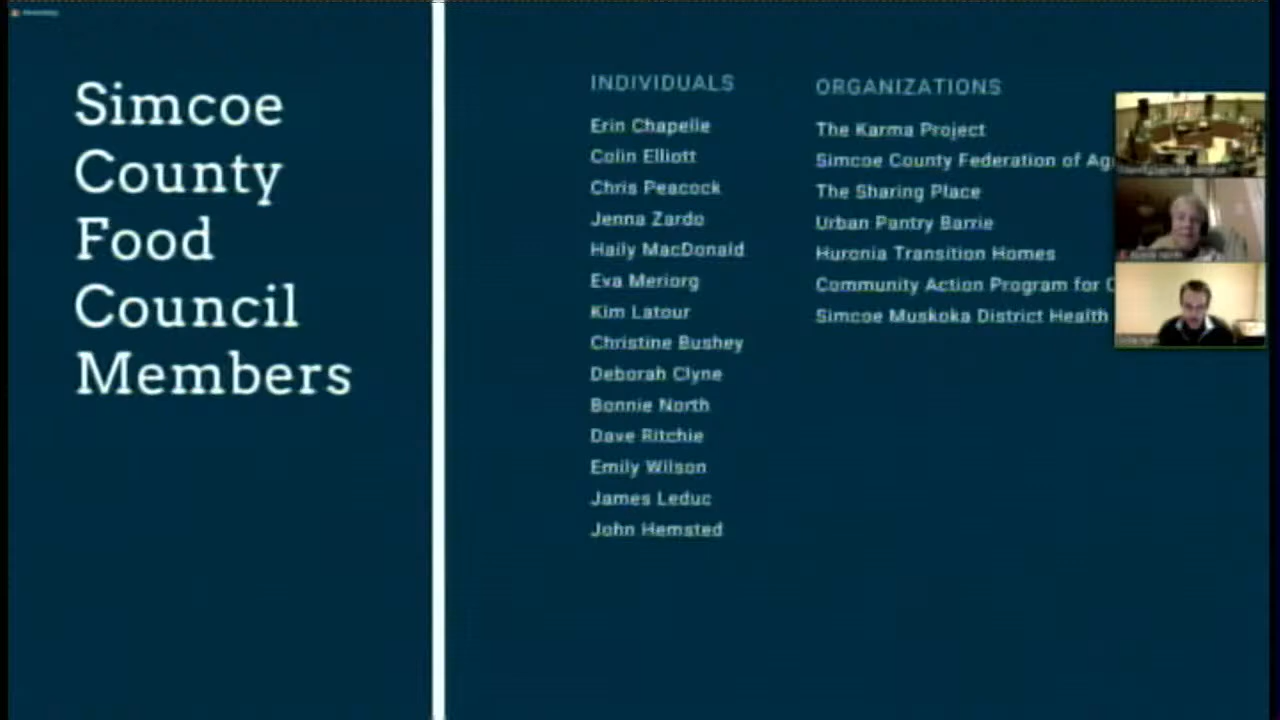 Simcoe
County
Food
Council
Members
INDIVIDUALS
Erin Chapelle
Colin Elliott
Chris Peacock
Jenna Zardo
Haily MacDonald
Eva Meriorg
Kim Latour
Christine Bushey
Deborah Clyne
Bonnie North
Dave Ritchie
Emily Wilson
James Leduc
John Hemsted
ORGANIZATIONS
The Karma Project
Simcoe County Federation of
The Sharing Place
Urban Pantry Barrie
Huronia Transition Homes
Community Action Program for
Simcoe Muskoka District Health